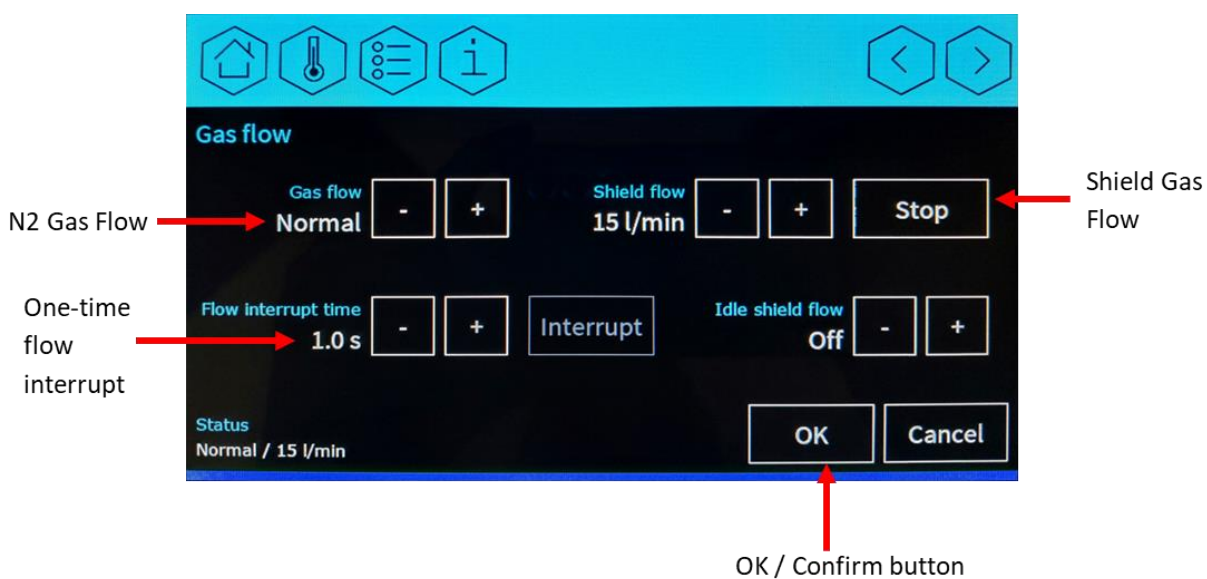 i
< >
Gas flow
Gas flow
Normal
- +
Shield flow
15 l/min
- +
Stop
Shield Gas
Flow
N2 Gas Flow
One-time
flow
interrupt
Flow interrupt time
1.0 s
- +
Interrupt
Idle shield flow
Off
- +
Status
Normal / 15 l/min
OK
Cancel
OK / Confirm button